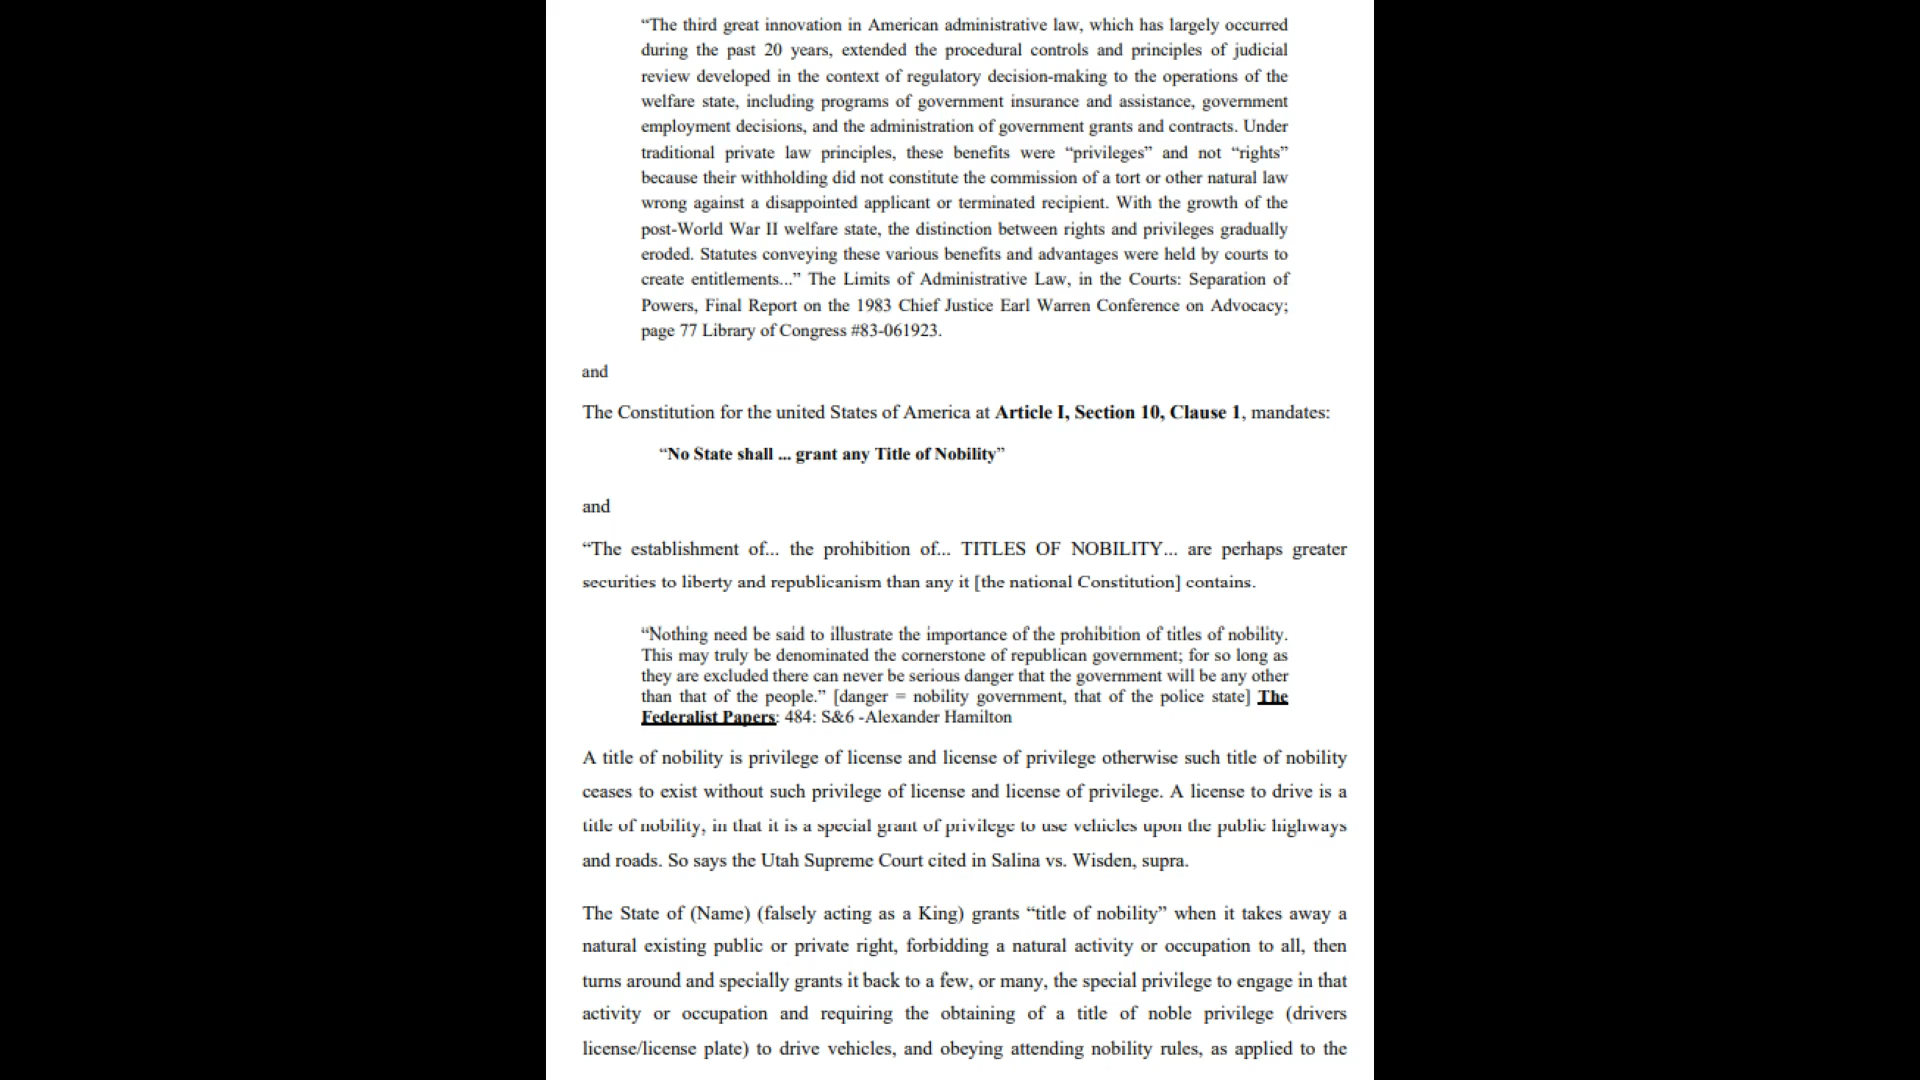 “The third great innovation in American administrative law, which has largely occurred
during the past 20 years, extended the procedural controls and principles of judicial
review developed in the context of regulatory decision-making to the operations of the
welfare state, including programs of government insurance and assistance, government
employment decisions, and the administration of government grants and contracts. Under
traditional private law principles, these benefits were “privileges” and not “rights”
because their withholding did not constitute the commission of a tort or other natural law
wrong against a disappointed applicant or terminated recipient. With the growth of the
post-World War II welfare state, the distinction between rights and privileges gradually
eroded. Statutes conveying these various benefits and advantages were held by courts to
create entitlements...” The Limits of Administrative Law, in the Courts: Separation of
Powers, Final Report on the 1983 Chief Justice Earl Warren Conference on Advocacy;
page 77 Library of Congress #83-061923.
and
The Constitution for the united States of America at Article I, Section 10, Clause 1, mandates:
“No State shall ... grant any Title of Nobility”
and
“The establishment of... the prohibition of... TITLES OF NOBILITY... are perhaps greater
securities to liberty and republicanism than any it [the national Constitution] contains.
“Nothing need be said to illustrate the importance of the prohibition of titles of nobility.
This may truly be denominated the cornerstone of republican government; for so long as
they are excluded there can never be serious danger that the government will be any other
than that of the people.” [danger = nobility government, that of the police state] The
Federalist Papers: 484: S&6 -Alexander Hamilton
A title of nobility is privilege of license and license of privilege otherwise such title of nobility
ceases to exist without such privilege of license and license of privilege. A license to drive is a
title of nobility, in that it is a special grant of privilege to use vehicles upon the public highways
and roads. So says the Utah Supreme Court cited in Salina vs. Wisden, supra.
The State of (Name) (falsely acting as a King) grants “title of nobility” when it takes away a
natural existing public or private right, forbidding a natural activity or occupation to all, then
turns around and specially grants it back to a few, or many, the special privilege to engage in that
activity or occupation and requiring the obtaining of a title of noble privilege (drivers
license/license plate) to drive vehicles, and obeying attending nobility rules, as applied to the